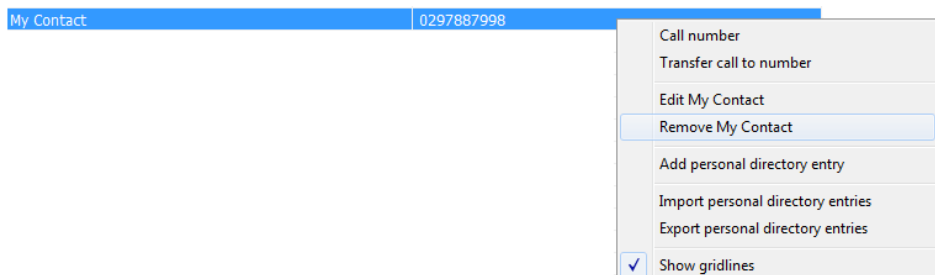 My Contact 0297887998
Call number
Transfer call to number
Edit My Contact
Remove My Contact
Add personal directory entry
Import personal directory entries
Export personal directory entries
Show gridlines